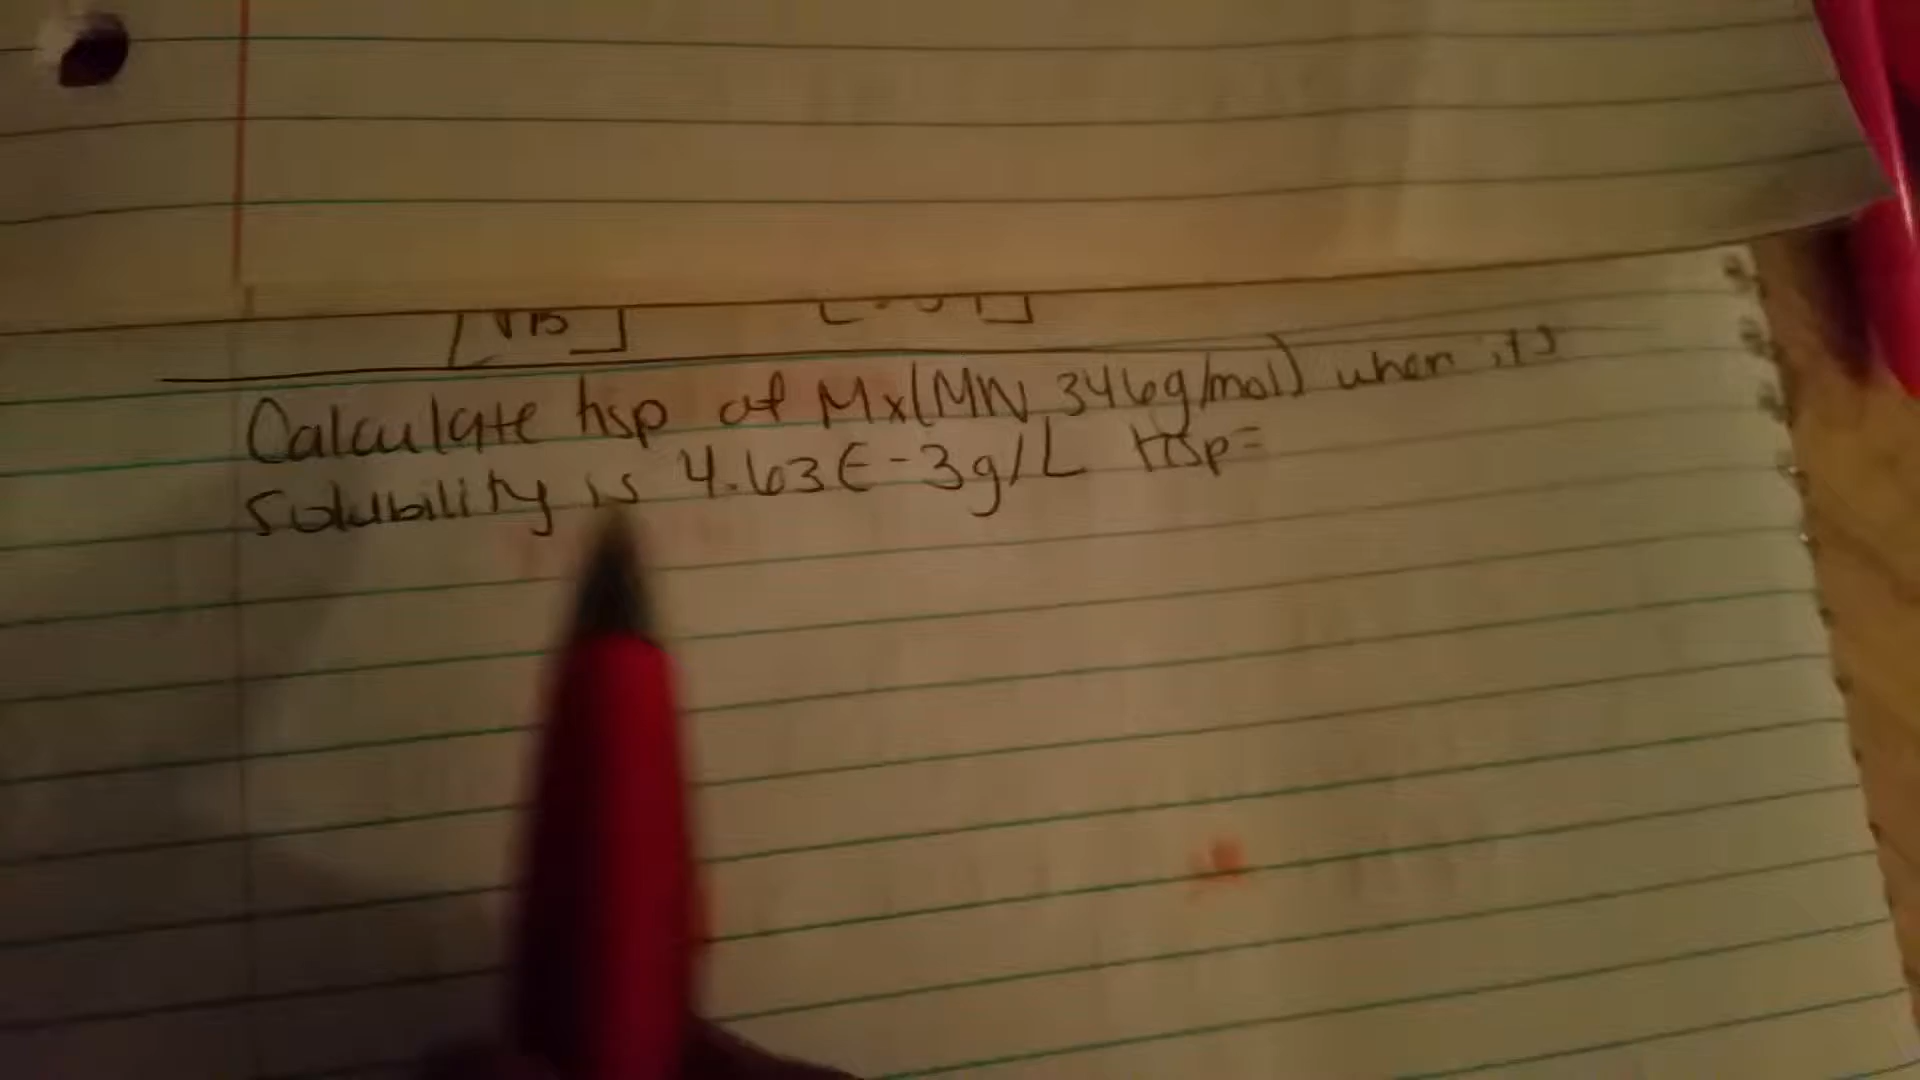 Calculate Ksp of Mx(MW 346g/mol) when its
Solubility is 4.63E-3g/L Ksp=